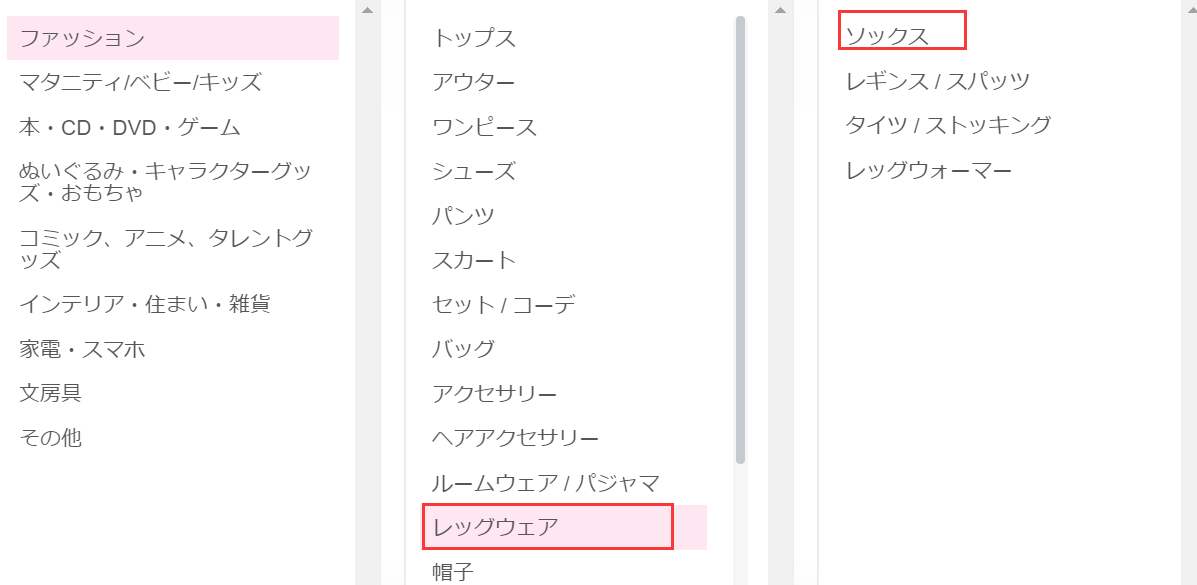 ファッション
マタニティ/ベビー/キッズ
本・CD・DVD・ゲーム
ぬいぐるみ・キャラクターグッ
ズ・おもちゃ
コミック、アニメ、タレントグ
ッズ
インテリア・住まい・雑貨
家電・スマホ
文房具
その他
トップス
アウター
ワンピース
シューズ
パンツ
スカート
セット / コーデ
バッグ
アクセサリー
ヘアアクセサリー
ルームウェア / パジャマ
レッグウェア
帽子
ソックス
レギンス / スパッツ
タイツ / ストッキング
レッグウォーマー